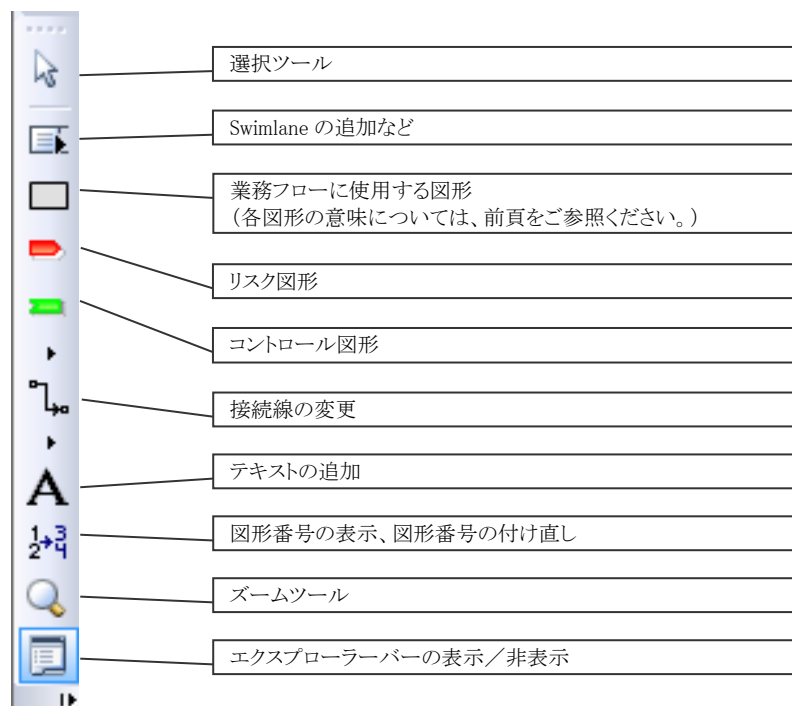 選択ツール
Swimlane の追加など
業務フローに使用する図形
（各図形の意味については、前頁をご参照ください。）
リスク図形
コントロール図形
接続線の変更
A
テキストの追加
1→3
2 4
図形番号の表示、図形番号の付け直し
ズームツール
エクスプローラーバーの表示／非表示